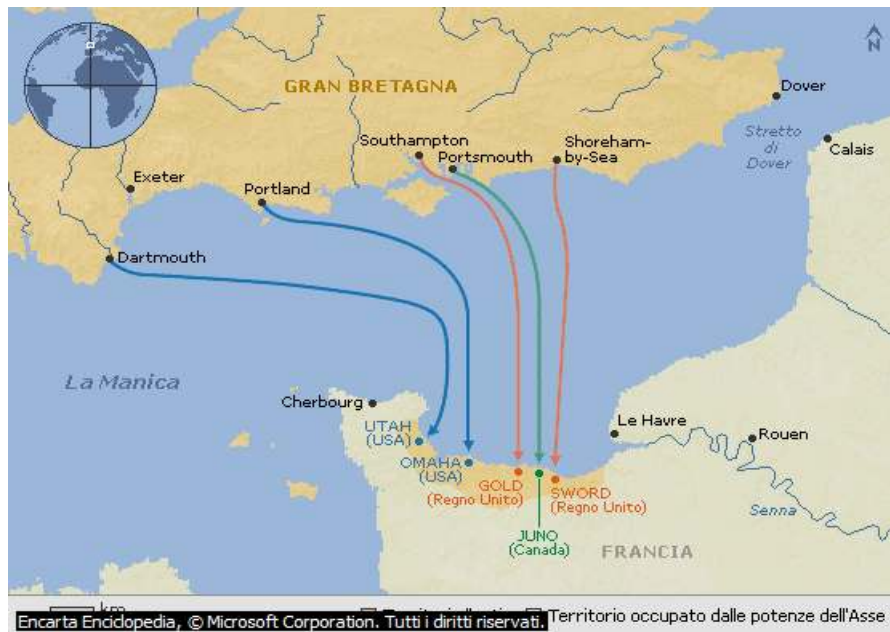 N
GRAN BRETAGNA
Dover
Southampton
Portsmouth
Shoreham-
by-Sea
Stretto
di
Dover
Calais
Exeter
Portland
Dartmouth
La Manica
Cherbourg
UTAH
(USA)
OMAHA
(USA)
GOLD
(Regno Unito)
SWORD
(Regno Unito)
JUNO
(Canada)
Le Havre
Rouen
Senna
FRANCIA
km
Territorio occupato dalle potenze dell'Asse
Encarta Enciclopedia, © Microsoft Corporation. Tutti i diritti riservati.